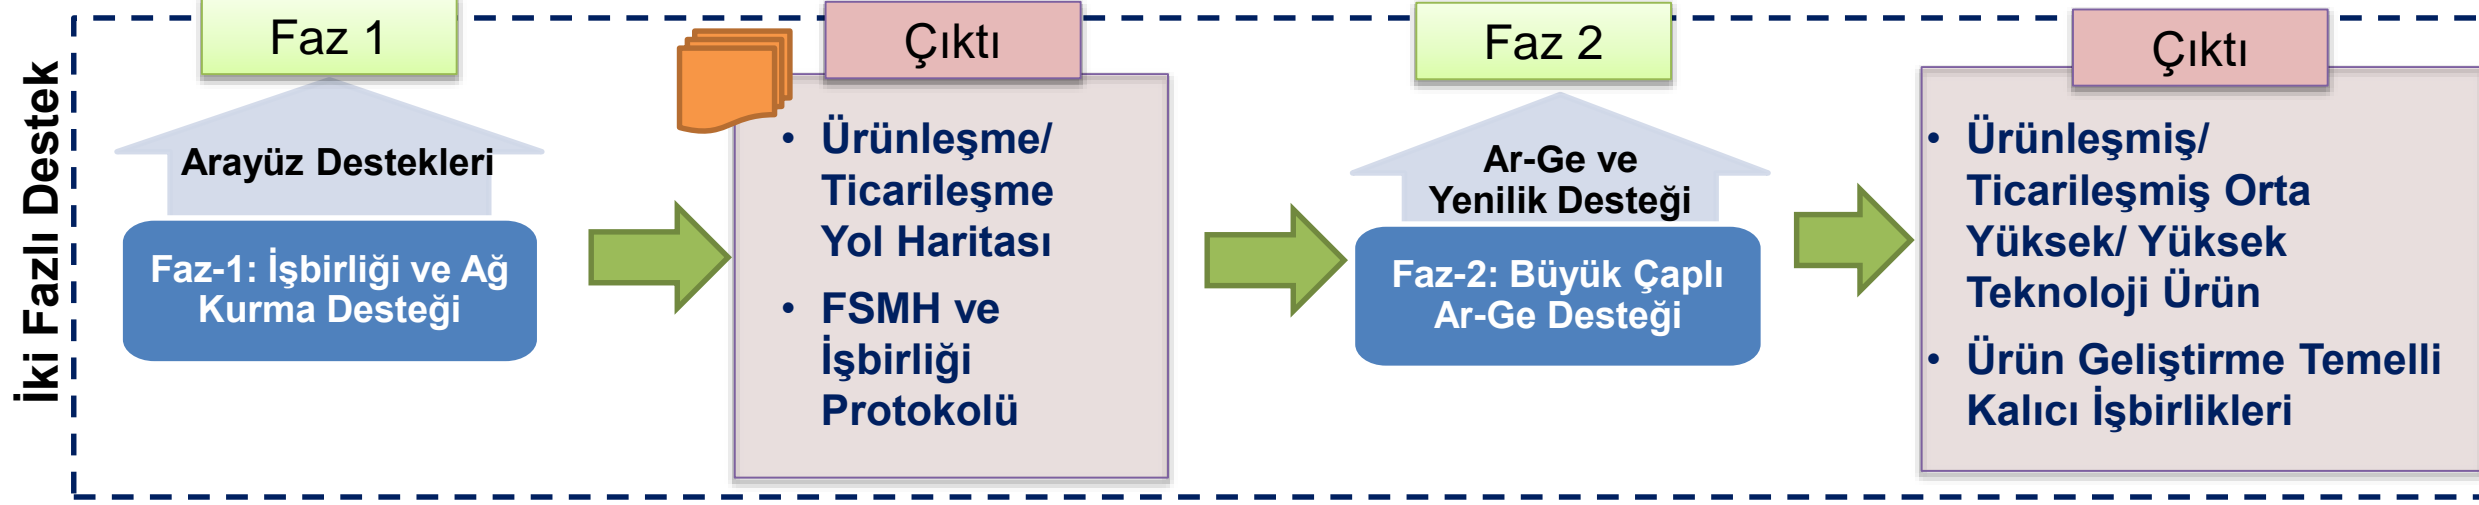 İki Fazlı Destek
Faz 1
Arayüz Destekleri
Faz-1: İşbirliği ve Ağ
Kurma Desteği
Çıktı
• Ürünleşme/
Ticarileşme
Yol Haritası
• FSMH ve
İşbirliği
Protokolü
Faz 2
Ar-Ge ve
Yenilik Desteği
Faz-2: Büyük Çaplı
Ar-Ge Desteği
Çıktı
• Ürünleşmiş/
Ticarileşmiş Orta
Yüksek/ Yüksek
Teknoloji Ürün
• Ürün Geliştirme Temelli
Kalıcı İşbirlikleri